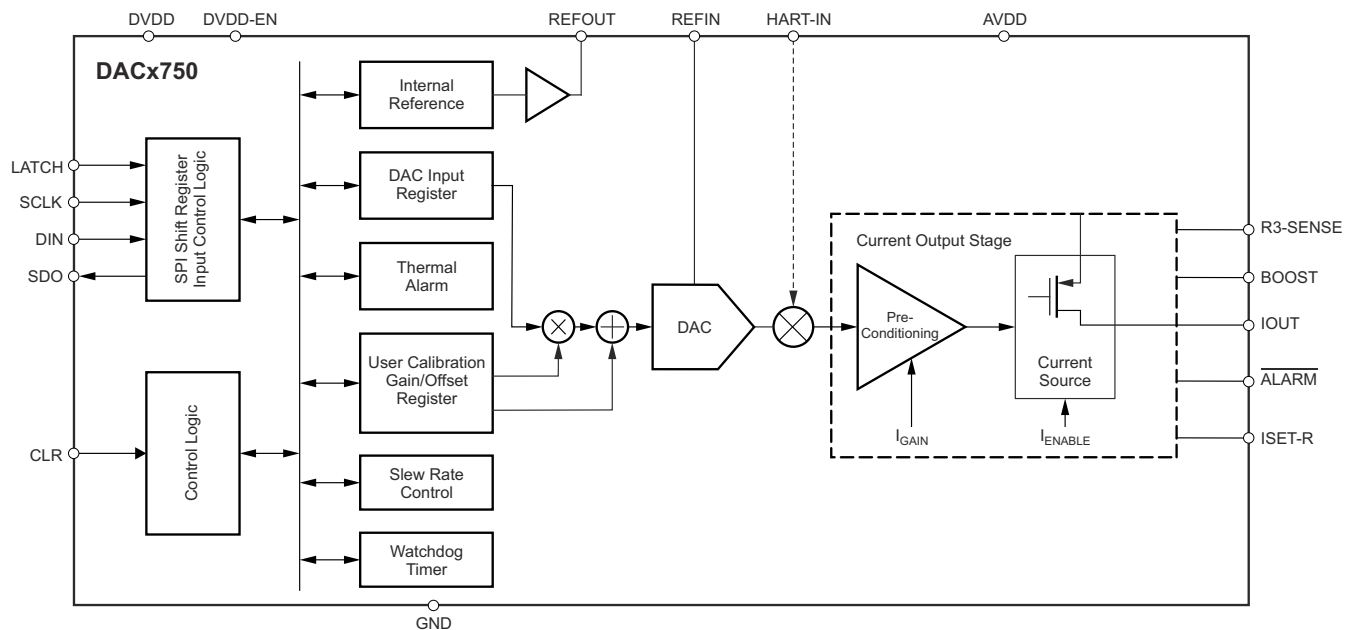 DVDD
DVDD-EN
REFOUT
REFIN
HART-IN
AVDD
DACx750
Internal
Reference
LATCH
SCLK
DIN
SDO
SPI Shift Register
Input Control Logic
DAC Input
Register
Thermal
Alarm
User Calibration
Gain/Offset
Register
DAC
Current Output Stage
Pre-
Conditioning
Current
Source
IGAIN
IENABLE
R3-SENSE
BOOST
IOUT
ALARM
ISET-R
CLR
Control Logic
Slew Rate
Control
Watchdog
Timer
GND